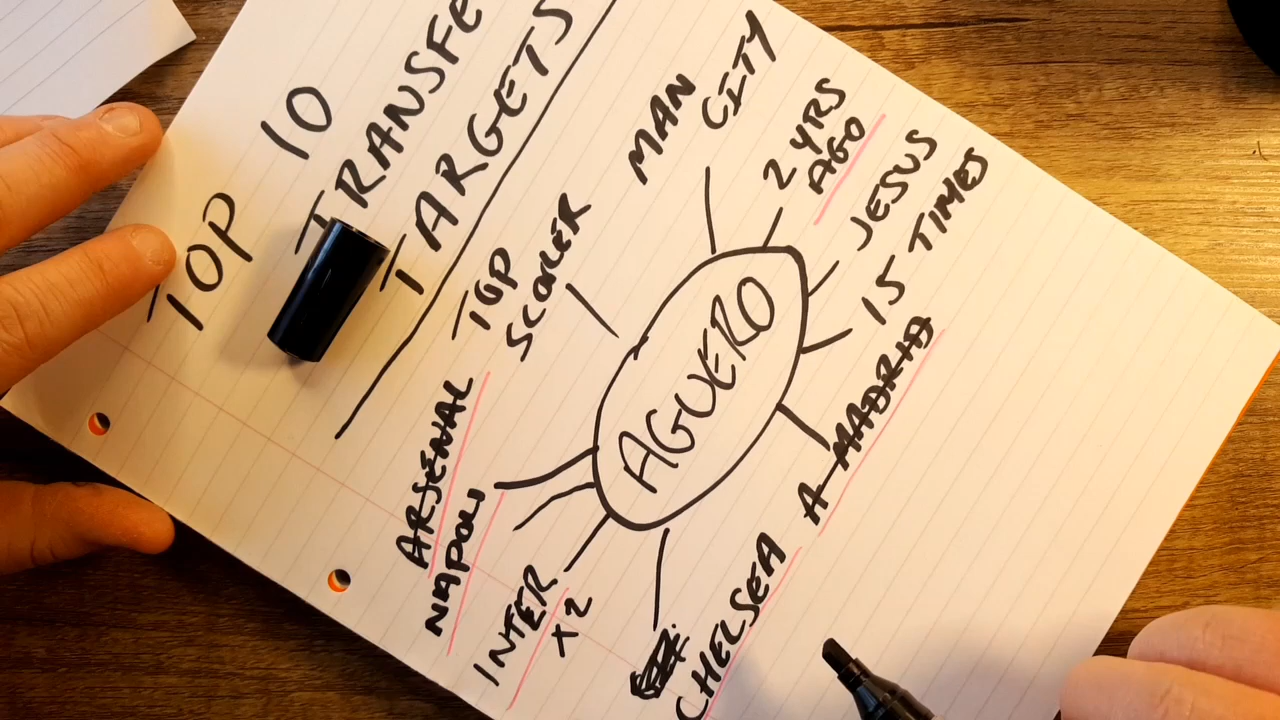 TOP 10
TRANSFE
TARGETS
MAN
CITY
2 YRS
AGO
JESUS
15 TIMES
TOP
SCORER
AGUERO
ARSENAL
NAPOLI
INTER
x2
CHELSEA
A MADRID